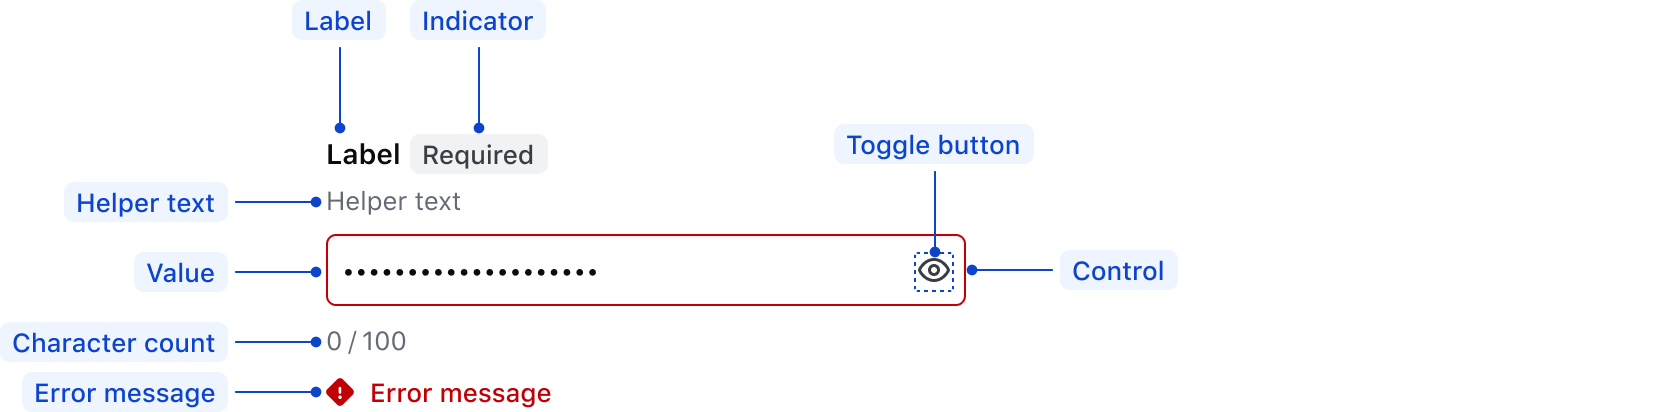 Label Indicator
Toggle button
Label Required
Helper text Helper text
Value •••••••••••••••••••• Control
Character count 0 / 100
Error message Error message